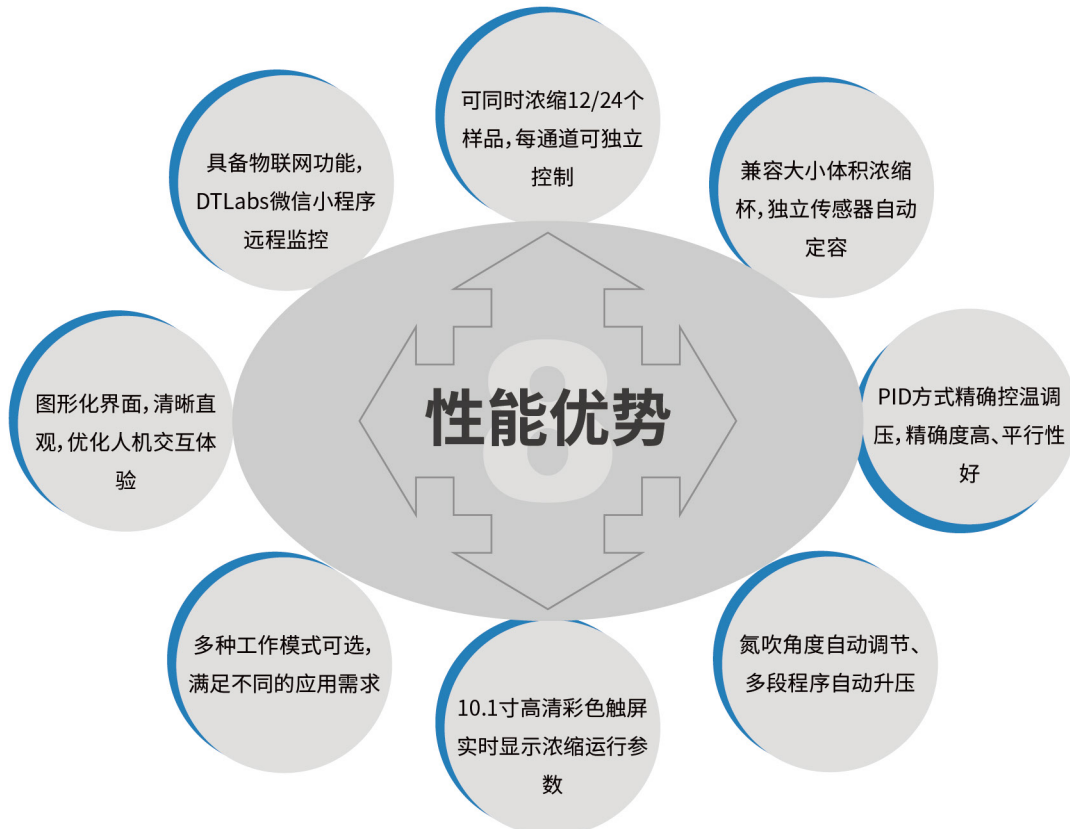 可同时浓缩12/24个
样品,每通道可独立
控制
具备物联网功能,
DTLabs微信小程序
远程监控
兼容大小体积浓缩
杯,独立传感器自动
定容
图形化界面,清晰直
观,优化人机交互体
验
8
性能优势
PID方式精确控温调
压,精确度高、平行性
好
多种工作模式可选,
满足不同的应用需求
10.1寸高清彩色触屏
实时显示浓缩运行参
数
氮吹角度自动调节、
多段程序自动升压